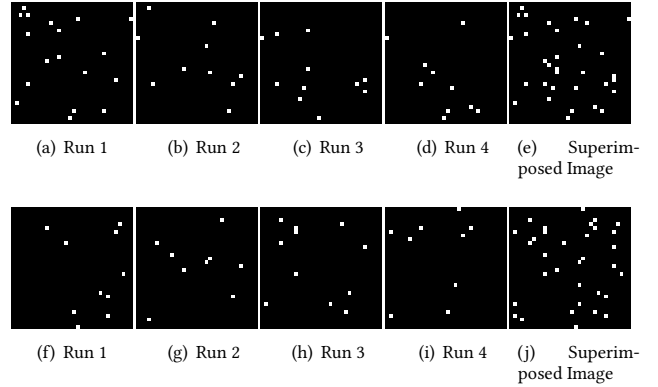 (a) Run 1 (b) Run 2 (c) Run 3 (d) Run 4 (e) Superim-
posed Image
(f) Run 1 (g) Run 2 (h) Run 3 (i) Run 4 (j) Superim-
posed Image